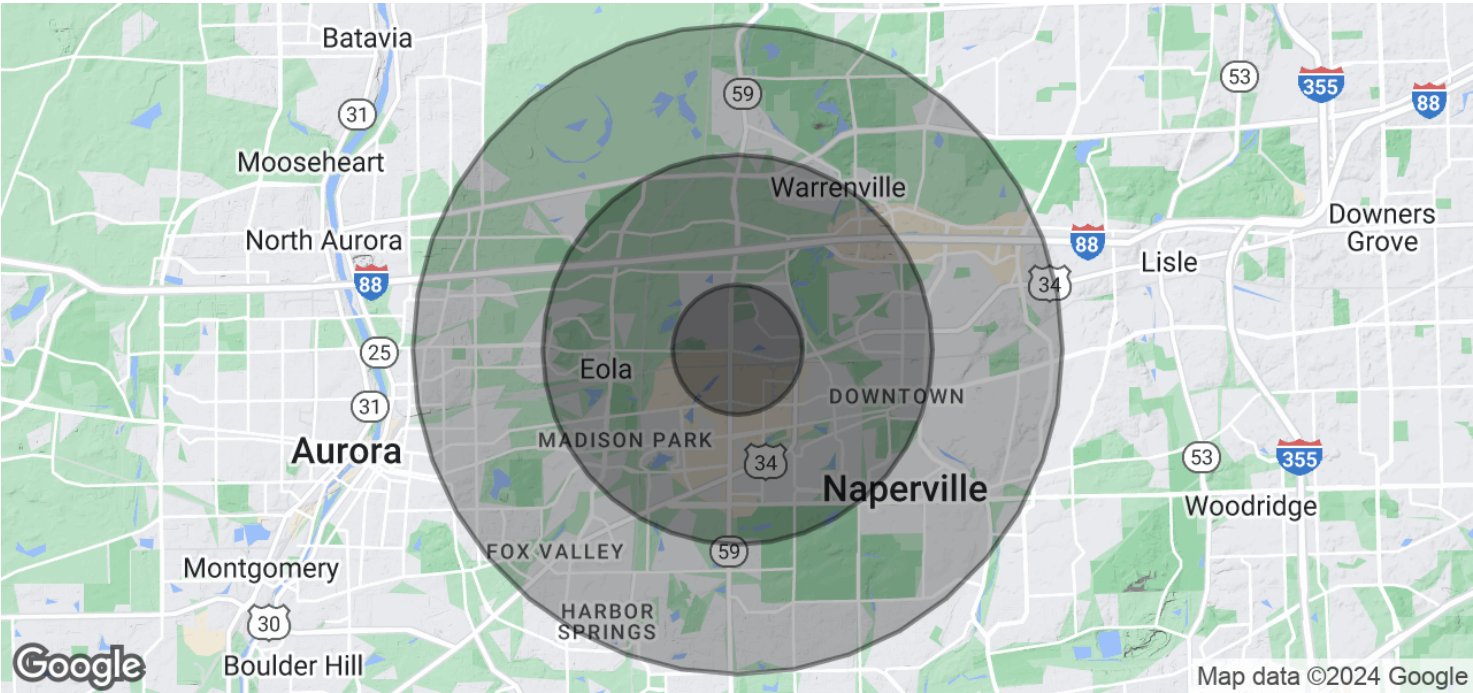 Batavia
53
355
88
59
31
Mooseheart
Warrenville
Downers
Grove
North Aurora
88
Lisle
88
34
25
Eola
DOWNTOWN
31
MADISON PARK
Aurora
34
53
355
Naperville
Woodridge
59
FOX VALLEY
Montgomery
HARBOR
SPRINGS
30
Boulder Hill
Google
Map data ©2024 Google